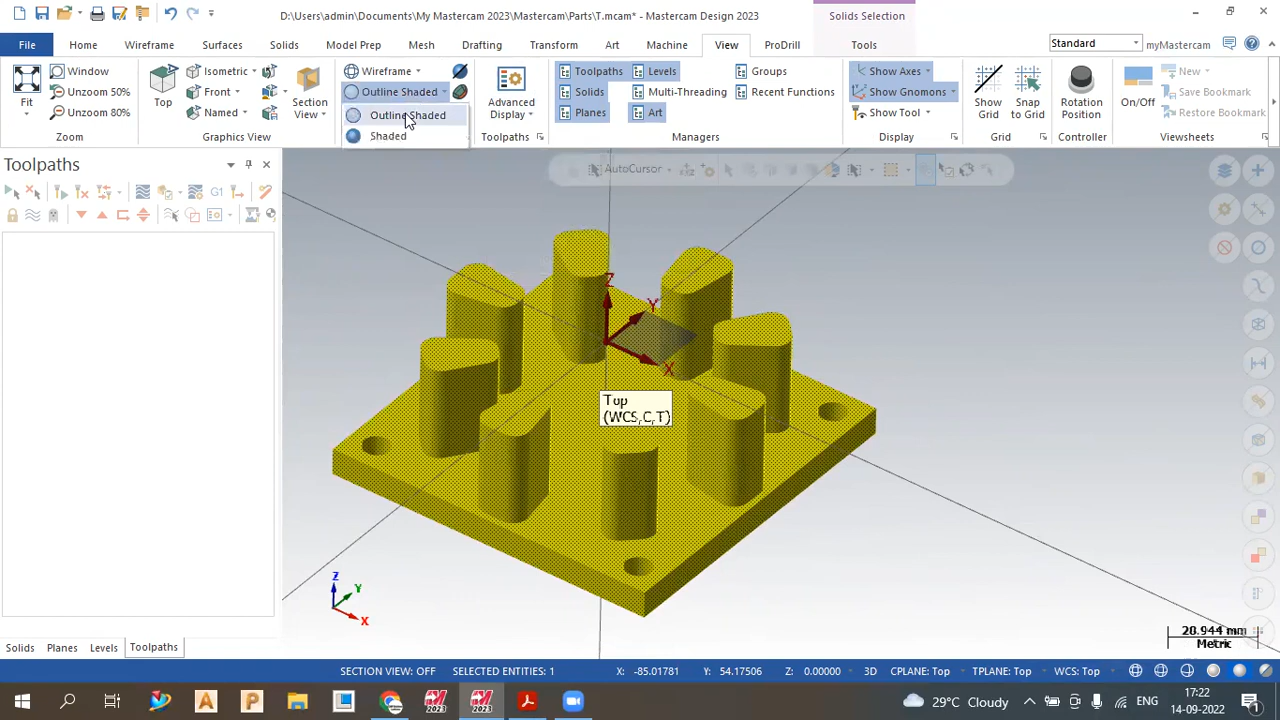 D:\Users\admin\Documents\My Mastercam 2023\Mastercam\Parts\T.mcam* - Mastercam Design 2023
Solids Selection
File
Home
Wireframe
Surfaces
Solids
Model Prep
Mesh
Drafting
Transform
Art
Machine
View
ProDrill
Tools
Standard
myMastercam
Fit
Window
Unzoom 50%
Unzoom 80%
Zoom
Top
Isometric
Front
Named
Section
View
Graphics View
Wireframe
Outline Shaded
Outline Shaded
Shaded
Advanced
Display
Toolpaths
Toolpaths
Solids
Planes
Levels
Multi-Threading
Art
Groups
Recent Functions
Managers
Show Axes
Show Gnomons
Show Tool
Display
Show
Grid
Snap
to Grid
Grid
Rotation
Position
Controller
On/Off
New
Save Bookmark
Restore Bookmark
Viewsheets
Toolpaths
G1
AutoCursor
Z
Y
X
Top
(WCS,C,T)
Z
Y
X
20.944 mm
Metric
Solids
Planes
Levels
Toolpaths
SECTION VIEW: OFF
SELECTED ENTITIES: 1
X: -85.01781
Y: 54.17506
Z: 0.00000
3D
CPLANE: Top
TPLANE: Top
WCS: Top
A
P
2023
2023
29°C Cloudy
ENG
17:22
14-09-2022
1